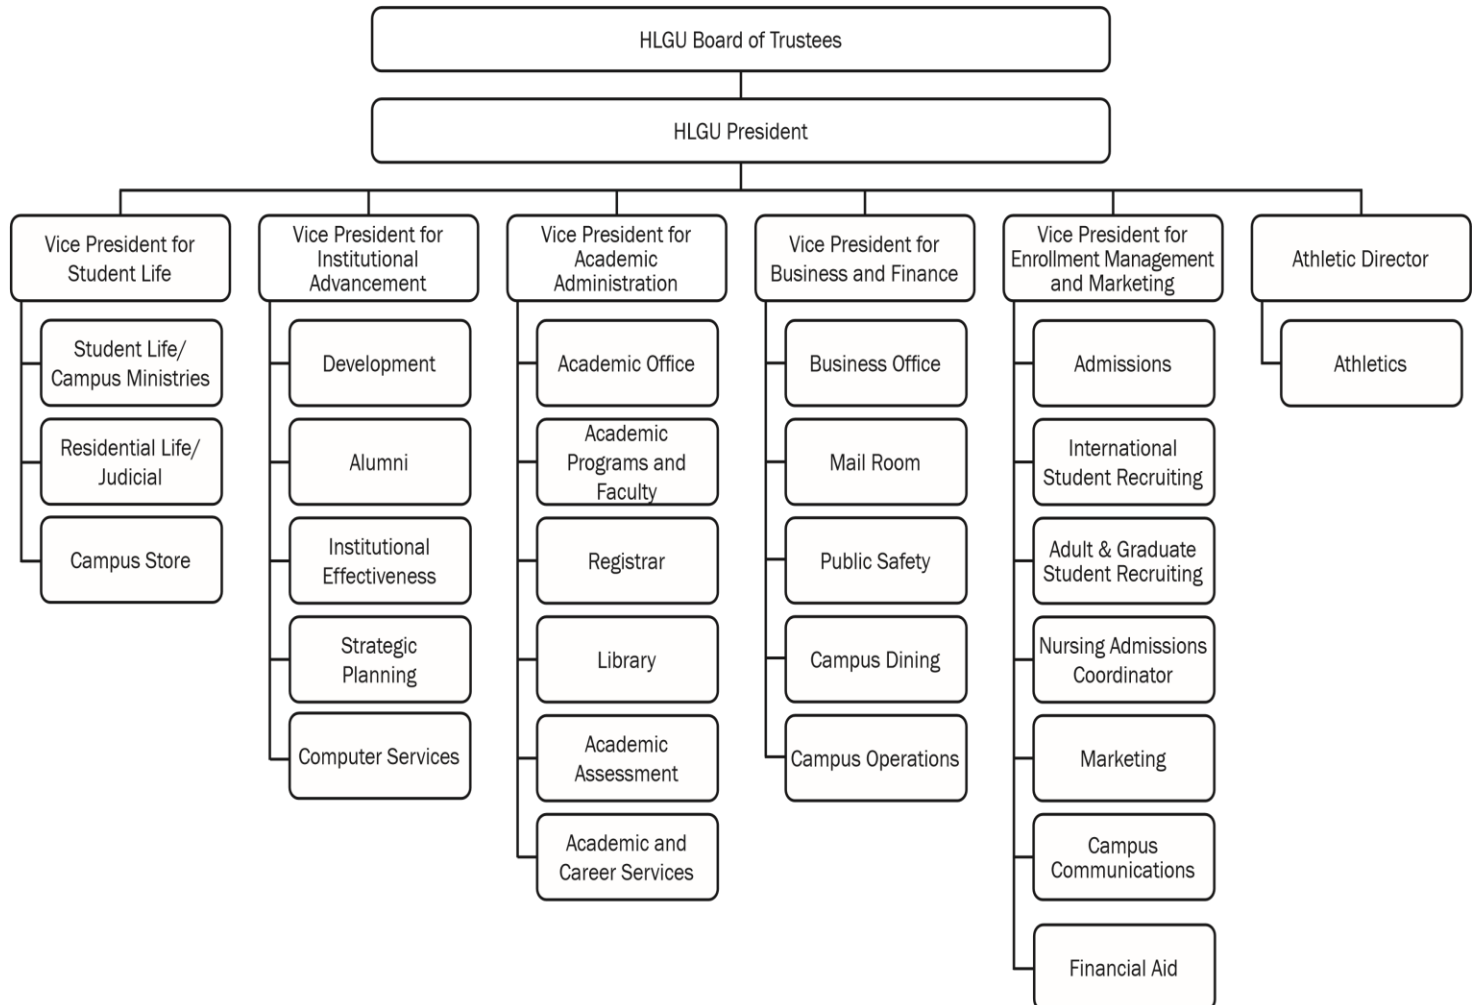 HLGU Board of Trustees
HLGU President
Vice President for
Student Life
Student Life/
Campus Ministries
Residential Life/
Judicial
Campus Store
Vice President for
Institutional
Advancement
Development
Alumni
Institutional
Effectiveness
Strategic
Planning
Computer Services
Vice President for
Academic
Administration
Academic Office
Academic
Programs and
Faculty
Registrar
Library
Academic
Assessment
Academic and
Career Services
Vice President for
Business and Finance
Business Office
Mail Room
Public Safety
Campus Dining
Campus Operations
Vice President for
Enrollment Management
and Marketing
Admissions
International
Student Recruiting
Adult & Graduate
Student Recruiting
Nursing Admissions
Coordinator
Marketing
Campus
Communications
Financial Aid
Athletic Director
Athletics